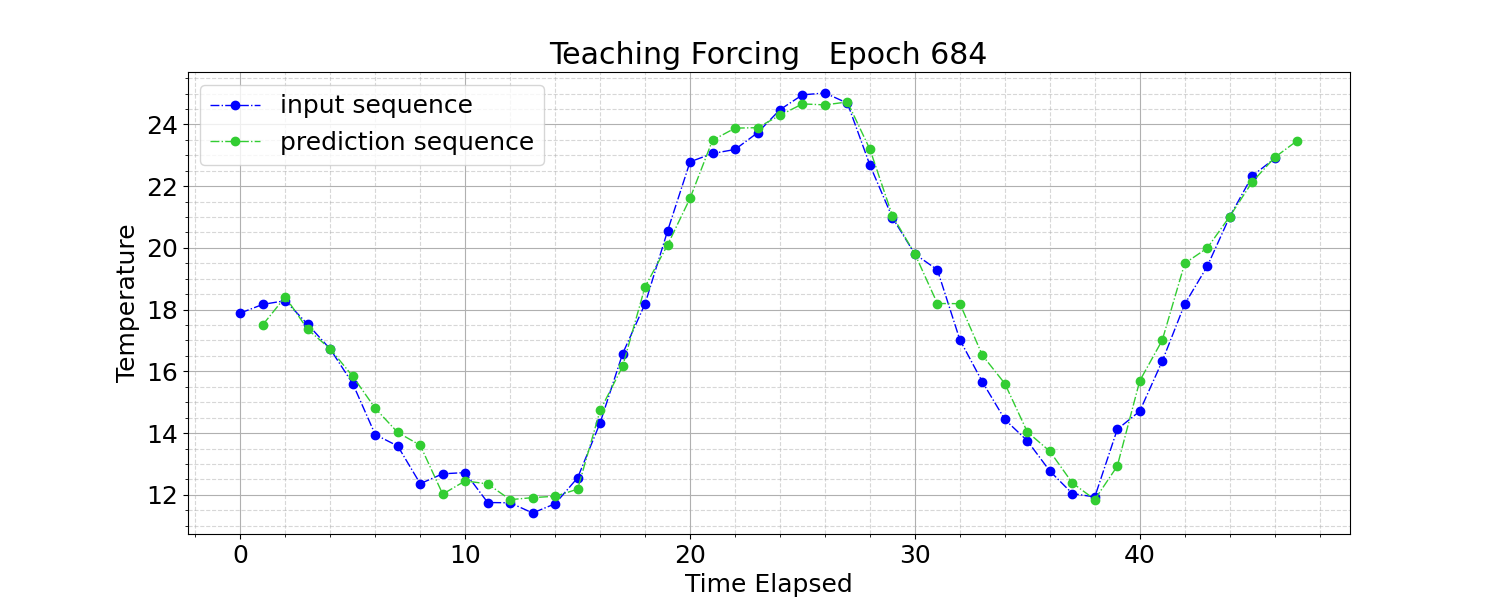 Teaching Forcing   Epoch 684
input sequence
prediction sequence
Temperature
24
22
20
18
16
14
12
0 10 20 30 40
Time Elapsed